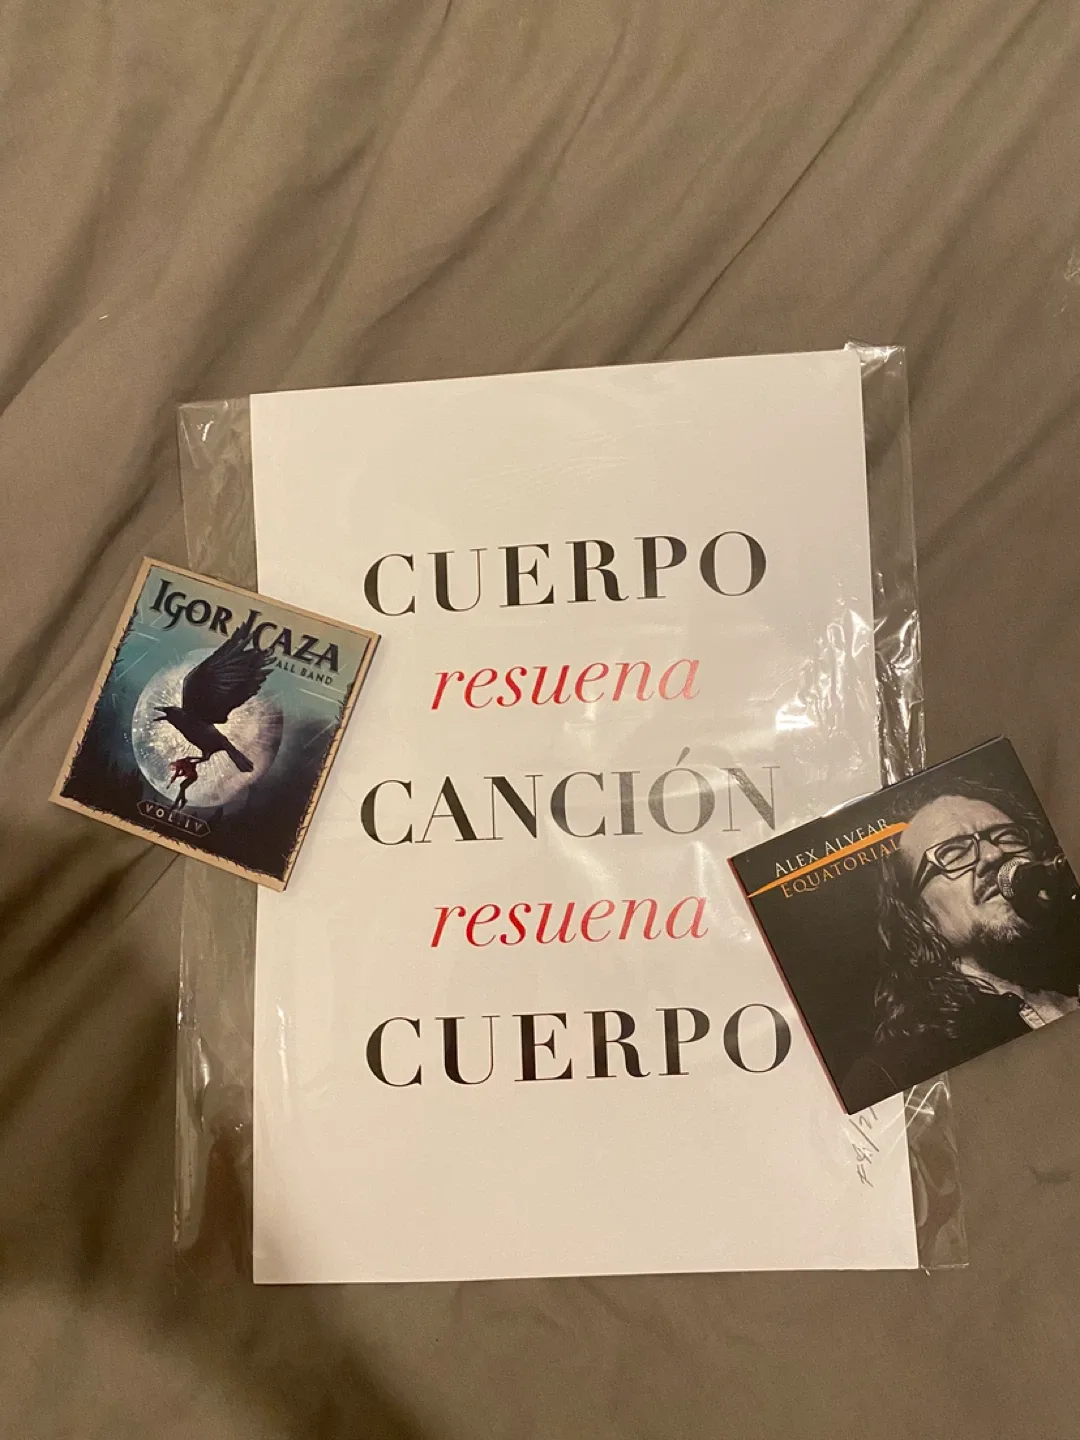 CUERPO
resuena
CANCIÓN
resuena
CUERPO
IGOR ICAZA
ALL BAND
VOL. IV
ALEX ALVEAR
EQUATORIAL